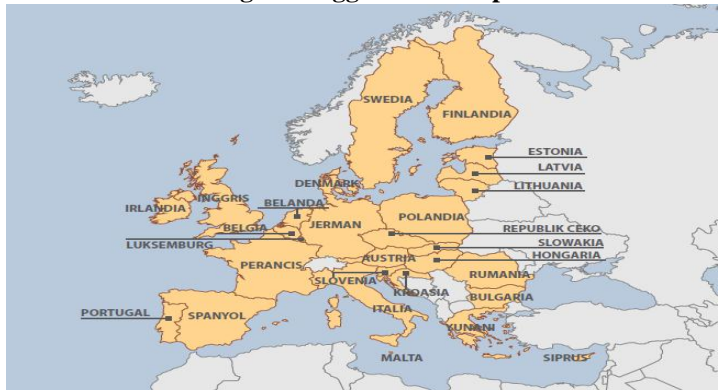 SWEDIA
FINLANDIA
ESTONIA
LATVIA
LITHUANIA
DENMARK
INGGRIS
IRLANDIA
BELANDA
BELGIA
JERMAN
POLANDIA
LUKSEMBURG
REPUBLIK CEKO
SLOWAKIA
HONGARIA
PERANCIS
AUSTRIA
SLOVENIA
KROASIA
RUMANIA
BULGARIA
ITALIA
PORTUGAL
SPANYOL
YUNANI
MALTA
SIPRUS